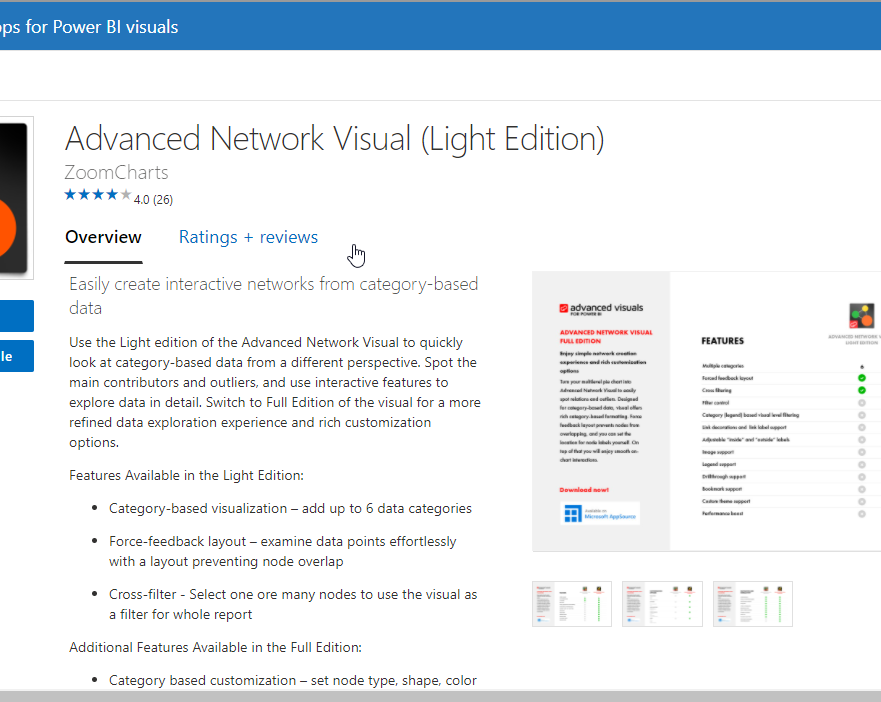 ops for Power BI visuals
Advanced Network Visual (Light Edition)
ZoomCharts
4.0 (26)
Overview
Ratings + reviews
Easily create interactive networks from category-based
data
Use the Light edition of the Advanced Network Visual to quickly
look at category-based data from a different perspective. Spot the
main contributors and outliers, and use interactive features to
explore data in detail. Switch to Full Edition of the visual for a more
refined data exploration experience and rich customization
options.
Features Available in the Light Edition:
• Category-based visualization – add up to 6 data categories
• Force-feedback layout – examine data points effortlessly
with a layout preventing node overlap
• Cross-filter - Select one ore many nodes to use the visual as
a filter for whole report
Additional Features Available in the Full Edition:
• Category based customization – set node type, shape, color
le
advanced visuals
FOR POWER BI
ADVANCED NETWORK VISUAL
FULL EDITION
Enjoy simple network creation
experience and rich customization
options
Turn your multilevel pie chart into
Advanced Network Visual to easily
spot relations and outliers. Designed
for category-based data, visual offers
rich category-based formatting. Force
feedback layout prevents nodes from
overlapping, and you can set the
location for node labels yourself. On
top of that you will enjoy smooth on-
chart interactions.
Download now!
Microsoft AppSource
FEATURES
ADVANCED NETWORK V
LIGHT EDITION
Multiple categories
6
Forced feedback layout
Cross filtering
Filter control
Category (legend) based visual level filtering
Link decorations and link label support
Adjustable "inside" and "outside" labels
Image support
Legend support
Drillthrough support
Bookmark support
Custom theme support
Performance boost